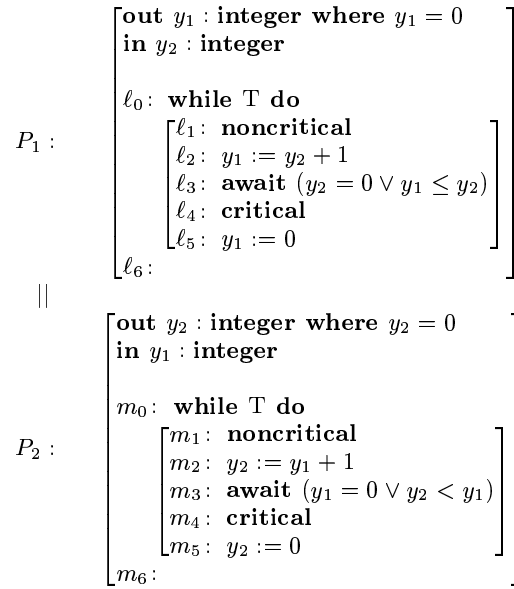 out y₁ : integer where y₁ = 0
in y₂ : integer
ℓ₀: while T do
ℓ₁: noncritical
P₁ :
ℓ₂: y₁ := y₂ + 1
ℓ₃: await (y₂ = 0 ∨ y₁ ≤ y₂)
ℓ₄: critical
ℓ₅: y₁ := 0
ℓ₆:
||
out y₂ : integer where y₂ = 0
in y₁ : integer
m₀: while T do
m₁: noncritical
P₂ :
m₂: y₂ := y₁ + 1
m₃: await (y₁ = 0 ∨ y₂ < y₁)
m₄: critical
m₅: y₂ := 0
m₆: